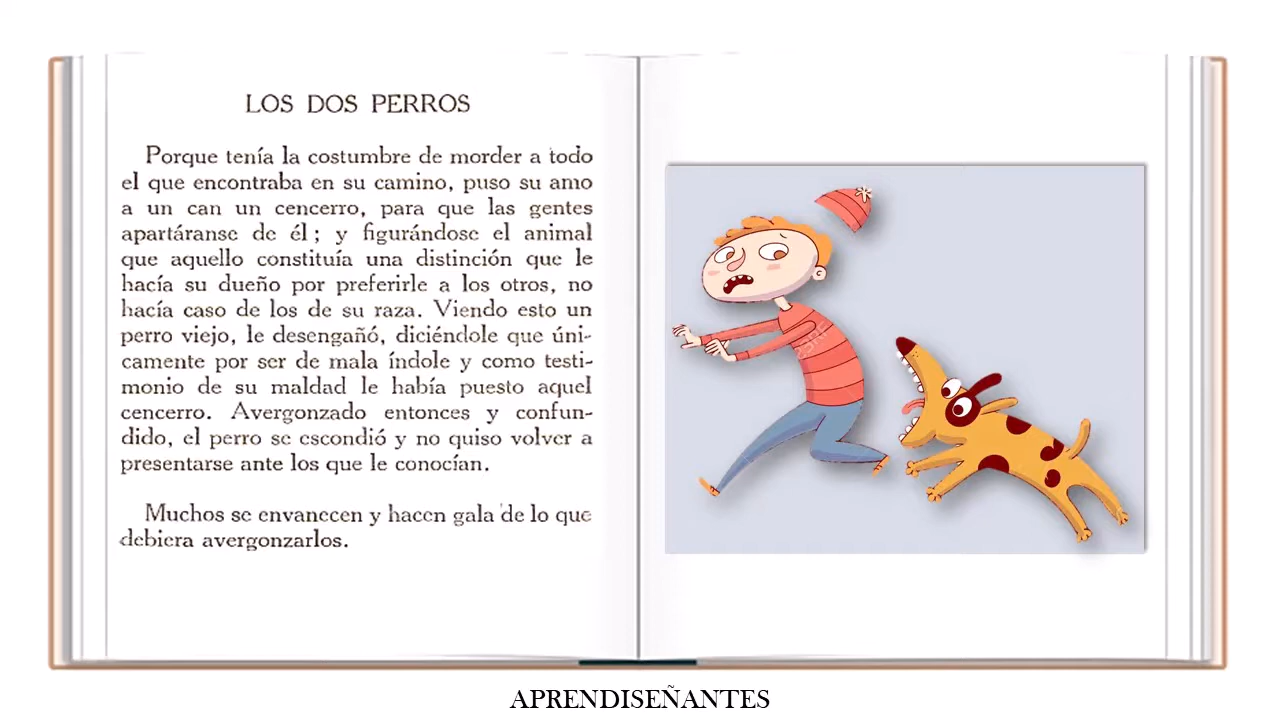 LOS DOS PERROS
Porque tenía la costumbre de morder a todo
el que encontraba en su camino, puso su amo
a un can un cencerro, para que las gentes
apartáranse de él; y figurándose el animal
que aquello constituía una distinción que le
hacía su dueño por preferirle a los otros, no
hacía caso de los de su raza. Viendo esto un
perro viejo, le desengañó, diciéndole que úni-
camente por ser de mala índole y como testi-
monio de su maldad le había puesto aquel
cencerro. Avergonzado entonces y confun-
dido, el perro se escondió y no quiso volver a
presentarse ante los que le conocían.
Muchos se envanecen y hacen gala de lo que
debiera avergonzarlos.
APRENDISEÑANTES